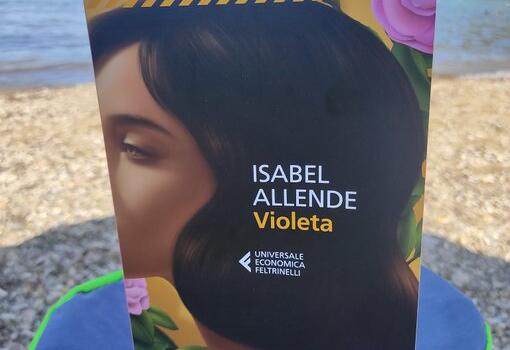 ISABEL
ALLENDE
Violeta
UNIVERSALE
ECONOMICA
FELTRINELLI